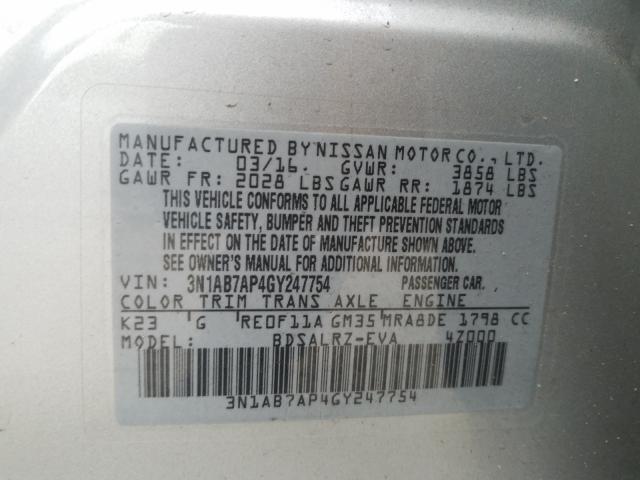 MANUFACTURED BY NISSAN MOTOR CO., LTD.
DATE: 03/16. GVWR: 3858 LBS
GAWR FR: 2028 LBS GAWR RR: 1874 LBS
THIS VEHICLE CONFORMS TO ALL APPLICABLE FEDERAL MOTOR
VEHICLE SAFETY, BUMPER AND THEFT PREVENTION STANDARDS
IN EFFECT ON THE DATE OF MANUFACTURE SHOWN ABOVE.
SEE OWNER'S MANUAL FOR ADDITIONAL INFORMATION.
VIN: 3N1AB7AP4GY247754 PASSENGER CAR.
COLOR TRIM TRANS AXLE ENGINE
K23 G RE0F11A GM35 MRA8DE 1798 CC
MODEL: BDSALRZ-EVA 4Z000
3N1AB7AP4GY247754